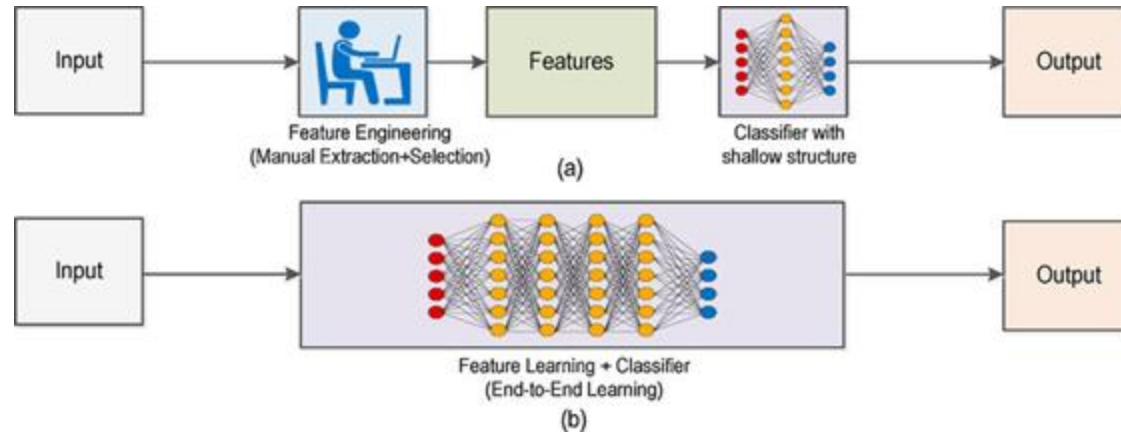 Input
Features
Output
Feature Engineering
(Manual Extraction+Selection)
Classifier with
shallow structure
(a)
Input
Output
Feature Learning + Classifier
(End-to-End Learning)
(b)